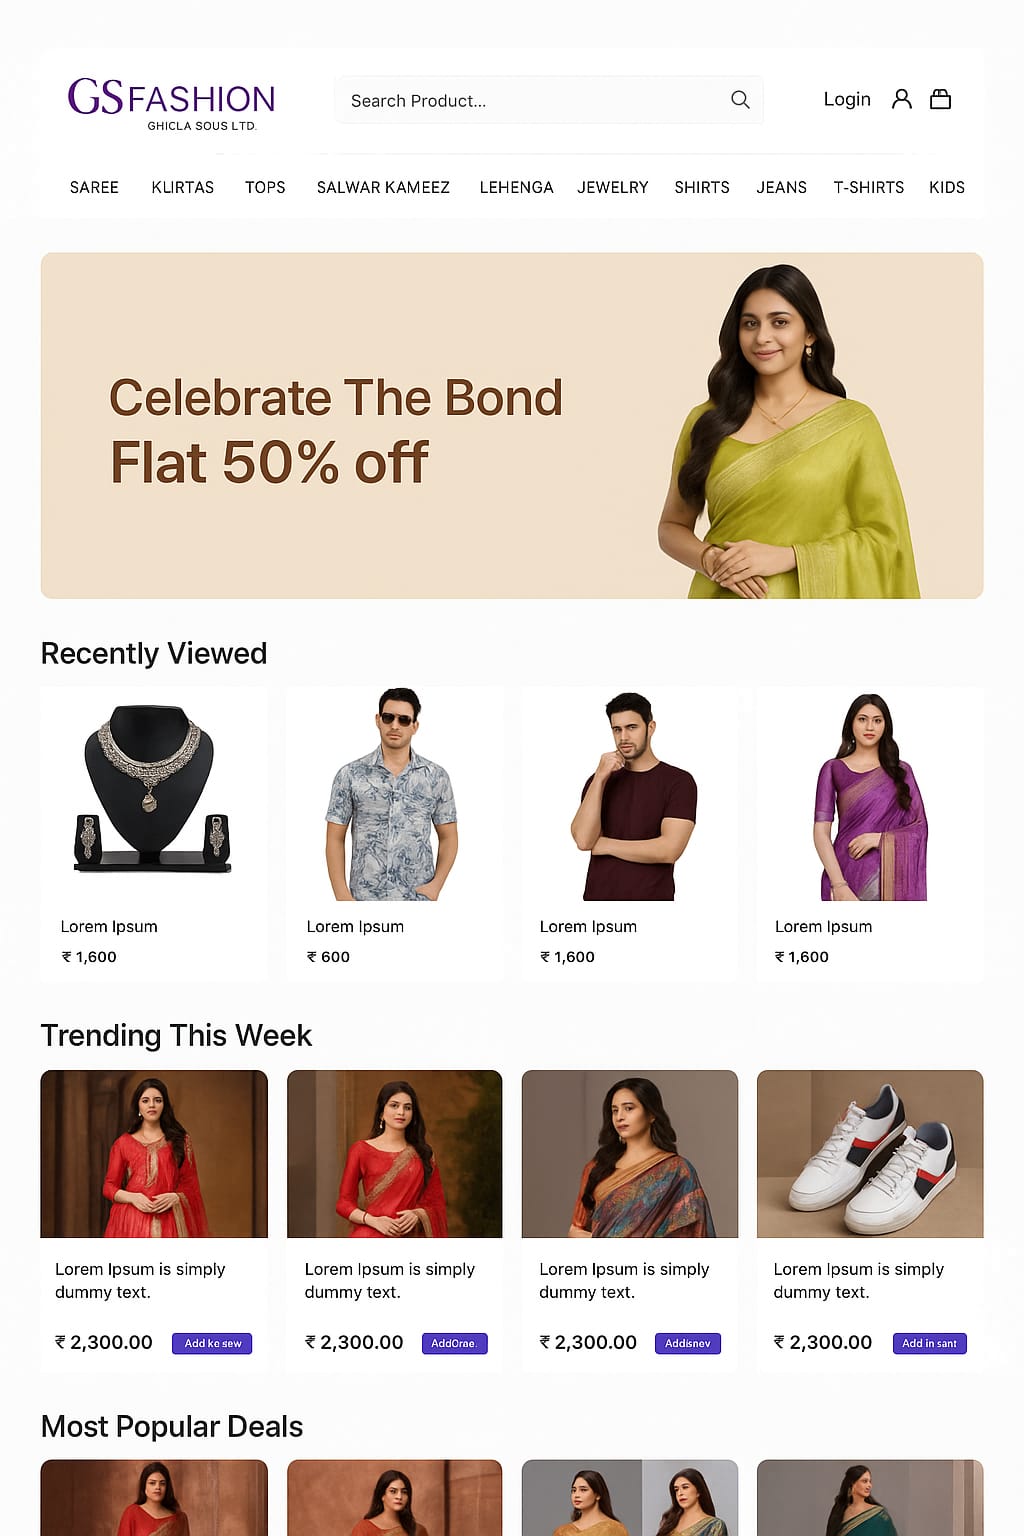 GSFASHION
GHICLA SOUS LTD.
Search Product...
Login
SAREE KLIRTAS TOPS SALWAR KAMEEZ LEHENGA JEWELRY SHIRTS JEANS T-SHIRTS KIDS
Celebrate The Bond
Flat 50% off
Recently Viewed
Lorem Ipsum Lorem Ipsum Lorem Ipsum Lorem Ipsum
₹ 1,600 ₹ 600 ₹ 1,600 ₹ 1,600
Trending This Week
Lorem Ipsum is simply Lorem Ipsum is simply Lorem Ipsum is simply Lorem Ipsum is simply
dummy text. dummy text. dummy text. dummy text.
₹ 2,300.00 Add ke sew ₹ 2,300.00 AddOrae. ₹ 2,300.00 Addisnev ₹ 2,300.00 Add in sant
Most Popular Deals